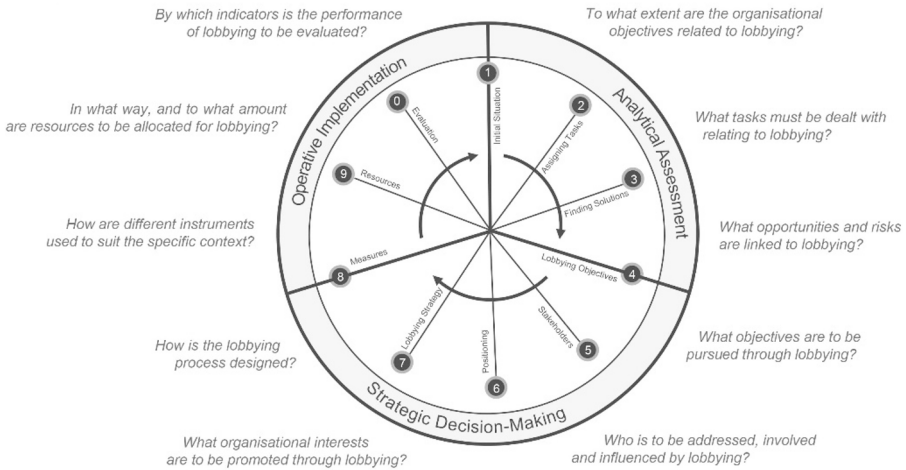 By which indicators is the performance
of lobbying to be evaluated?
To what extent are the organisational
objectives related to lobbying?
In what way, and to what amount
are resources to be allocated for lobbying?
What tasks must be dealt with
relating to lobbying?
How are different instruments
used to suit the specific context?
What opportunities and risks
are linked to lobbying?
How is the lobbying
process designed?
What objectives are to be
pursued through lobbying?
What organisational interests
are to be promoted through lobbying?
Who is to be addressed, involved
and influenced by lobbying?
Operative Implementation
Analytical Assessment
Strategic Decision-Making
1
Initial Situation
2
Assigning Tasks
3
Finding Solutions
4
Lobbying Objectives
5
Stakeholders
6
Positioning
7
Lobbying Strategy
8
Measures
9
Resources
0
Evaluation